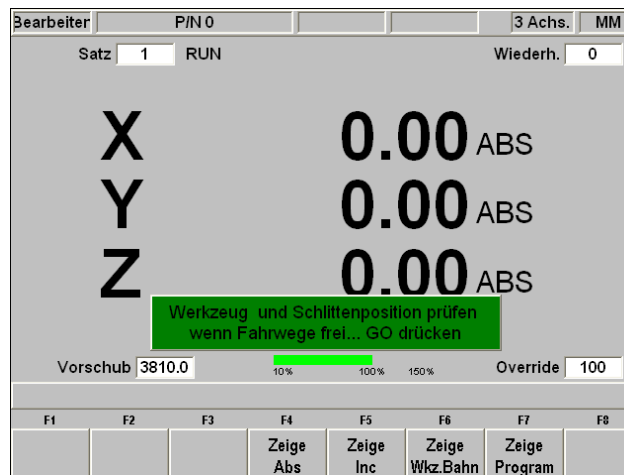 Bearbeiten P/N 0 3 Achs. MM
Satz 1 RUN Wiederh. 0
X 0.00 ABS
Y 0.00 ABS
Z 0.00 ABS
Werkzeug und Schlittenposition prüfen
wenn Fahrwege frei... GO drücken
Vorschub 3810.0 10% 100% 150% Override 100
F1 F2 F3 F4 F5 F6 F7 F8
Zeige Zeige Zeige Zeige
Abs Inc Wkz.Bahn Program